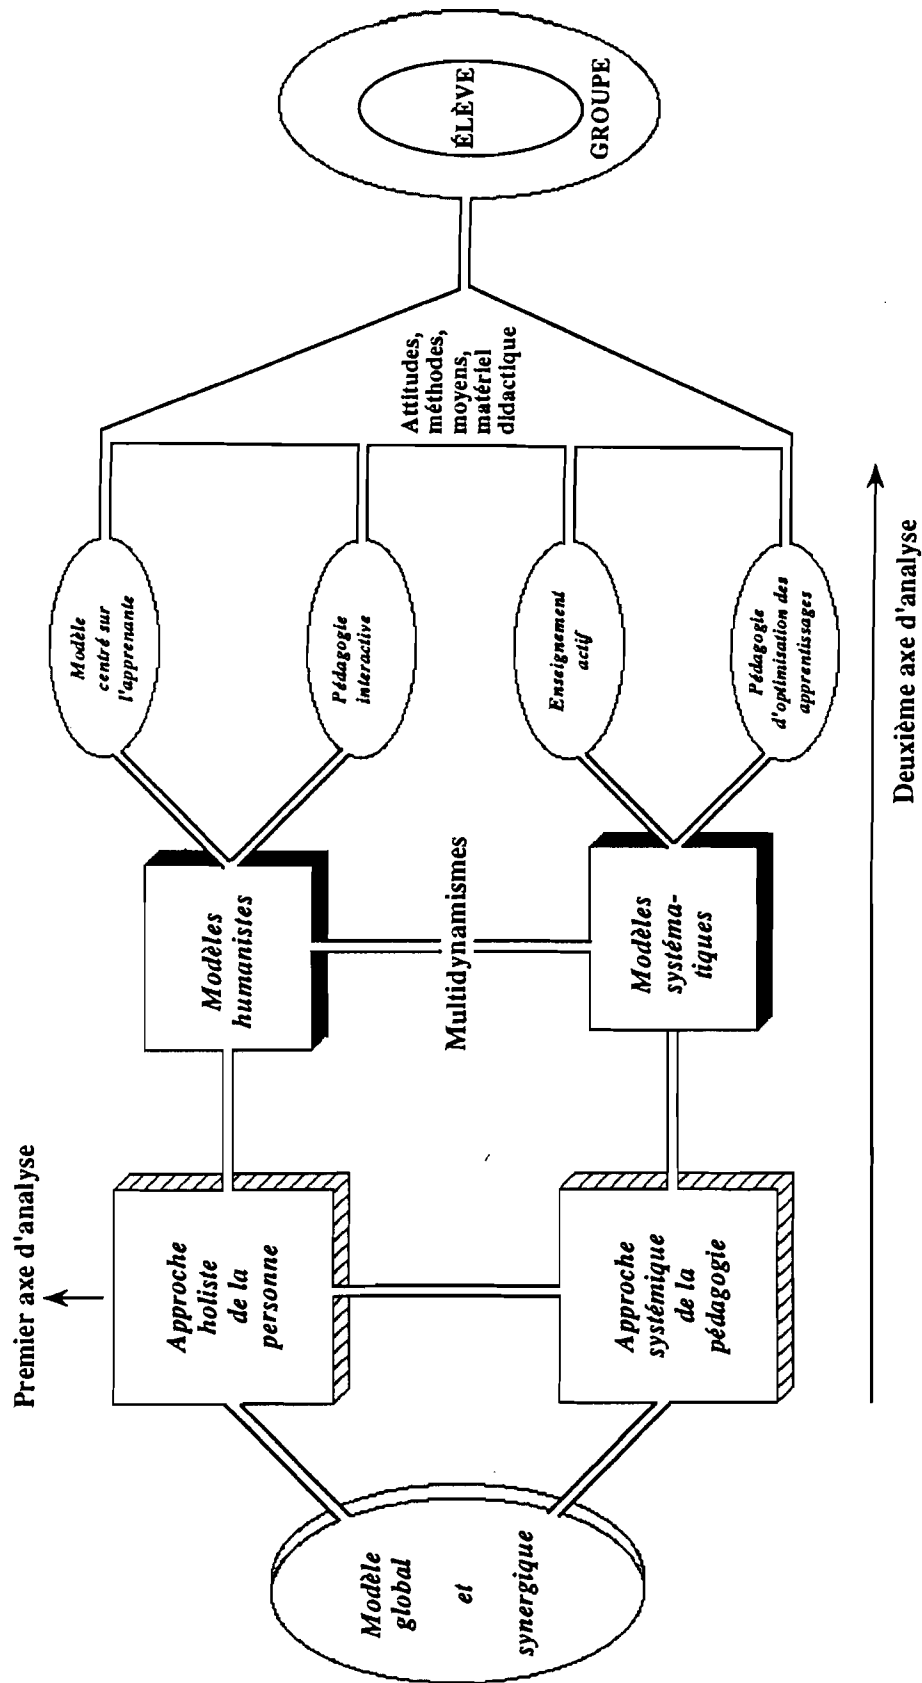 Premier axe d'analyse
Modèle
global
et
synergique
Approche
holiste
de la
personne
Approche
systémique
de la
pédagogie
Modèles
humanistes
Multidynamismes
Modèles
systéma-
tiques
Modèle
centré sur
l'apprenante
Pédagogie
interactive
Enseignement
actif
Pédagogie
d'optimisation des
apprentissages
Attitudes,
méthodes,
moyens,
matériel
didactique
ÉLÈVE
GROUPE
Deuxième axe d'analyse